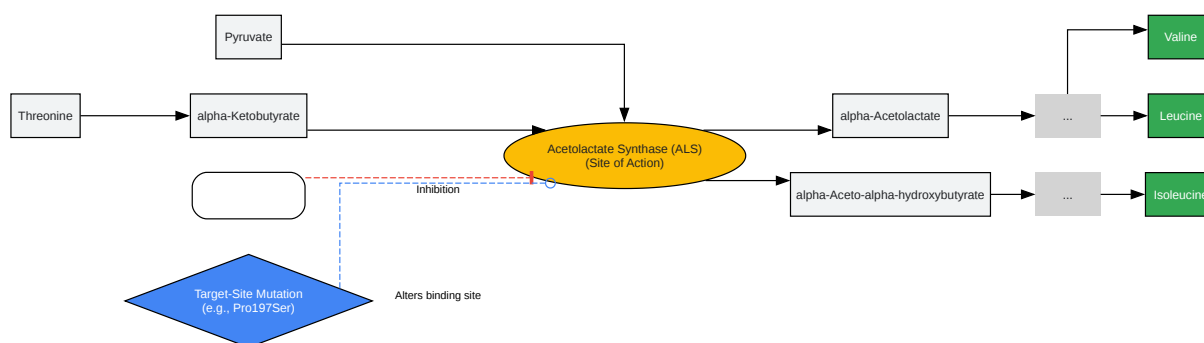 Pyruvate
Valine
Threonine
alpha-Ketobutyrate
alpha-Acetolactate
...
Leucine
Acetolactate Synthase (ALS)
(Site of Action)
Inhibition
alpha-Aceto-alpha-hydroxybutyrate
...
Isoleucine
Target-Site Mutation
(e.g., Pro197Ser)
Alters binding site